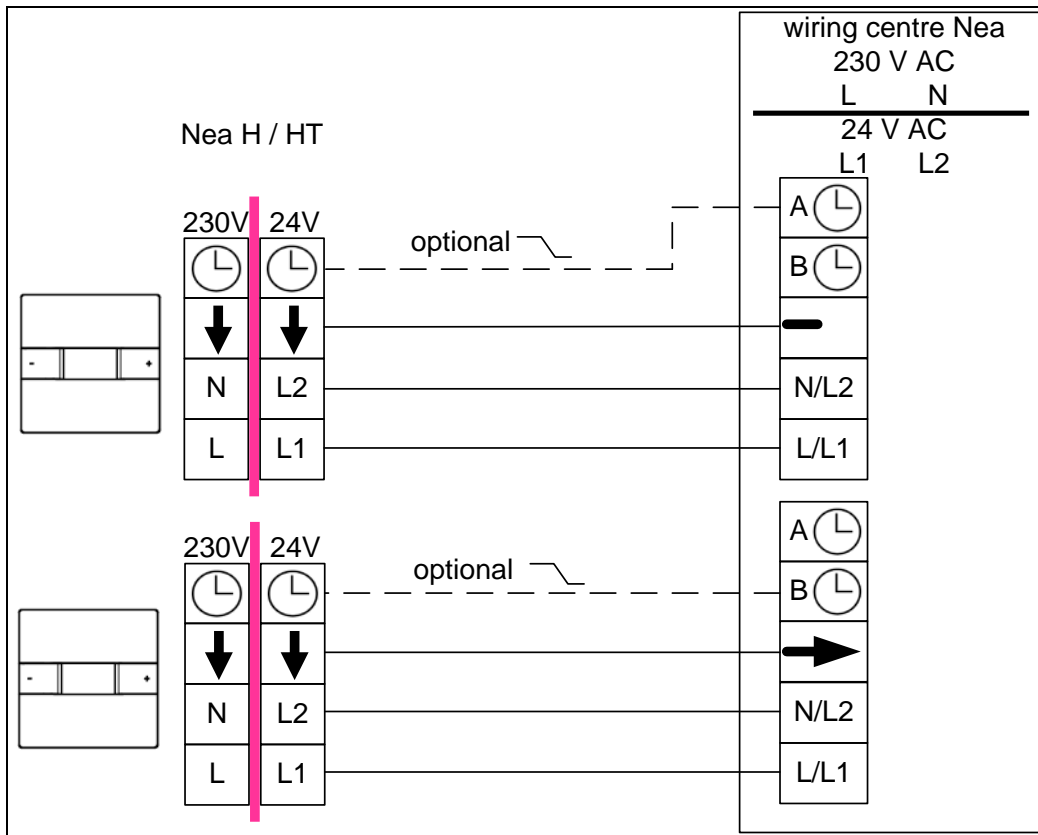 wiring centre Nea
230 V AC
L N
24 V AC
L1 L2
Nea H / HT
230V 24V
optional
A
B
N L2 N/L2
L L1 L/L1
- +
230V 24V
optional
A
B
N L2 N/L2
L L1 L/L1
- +